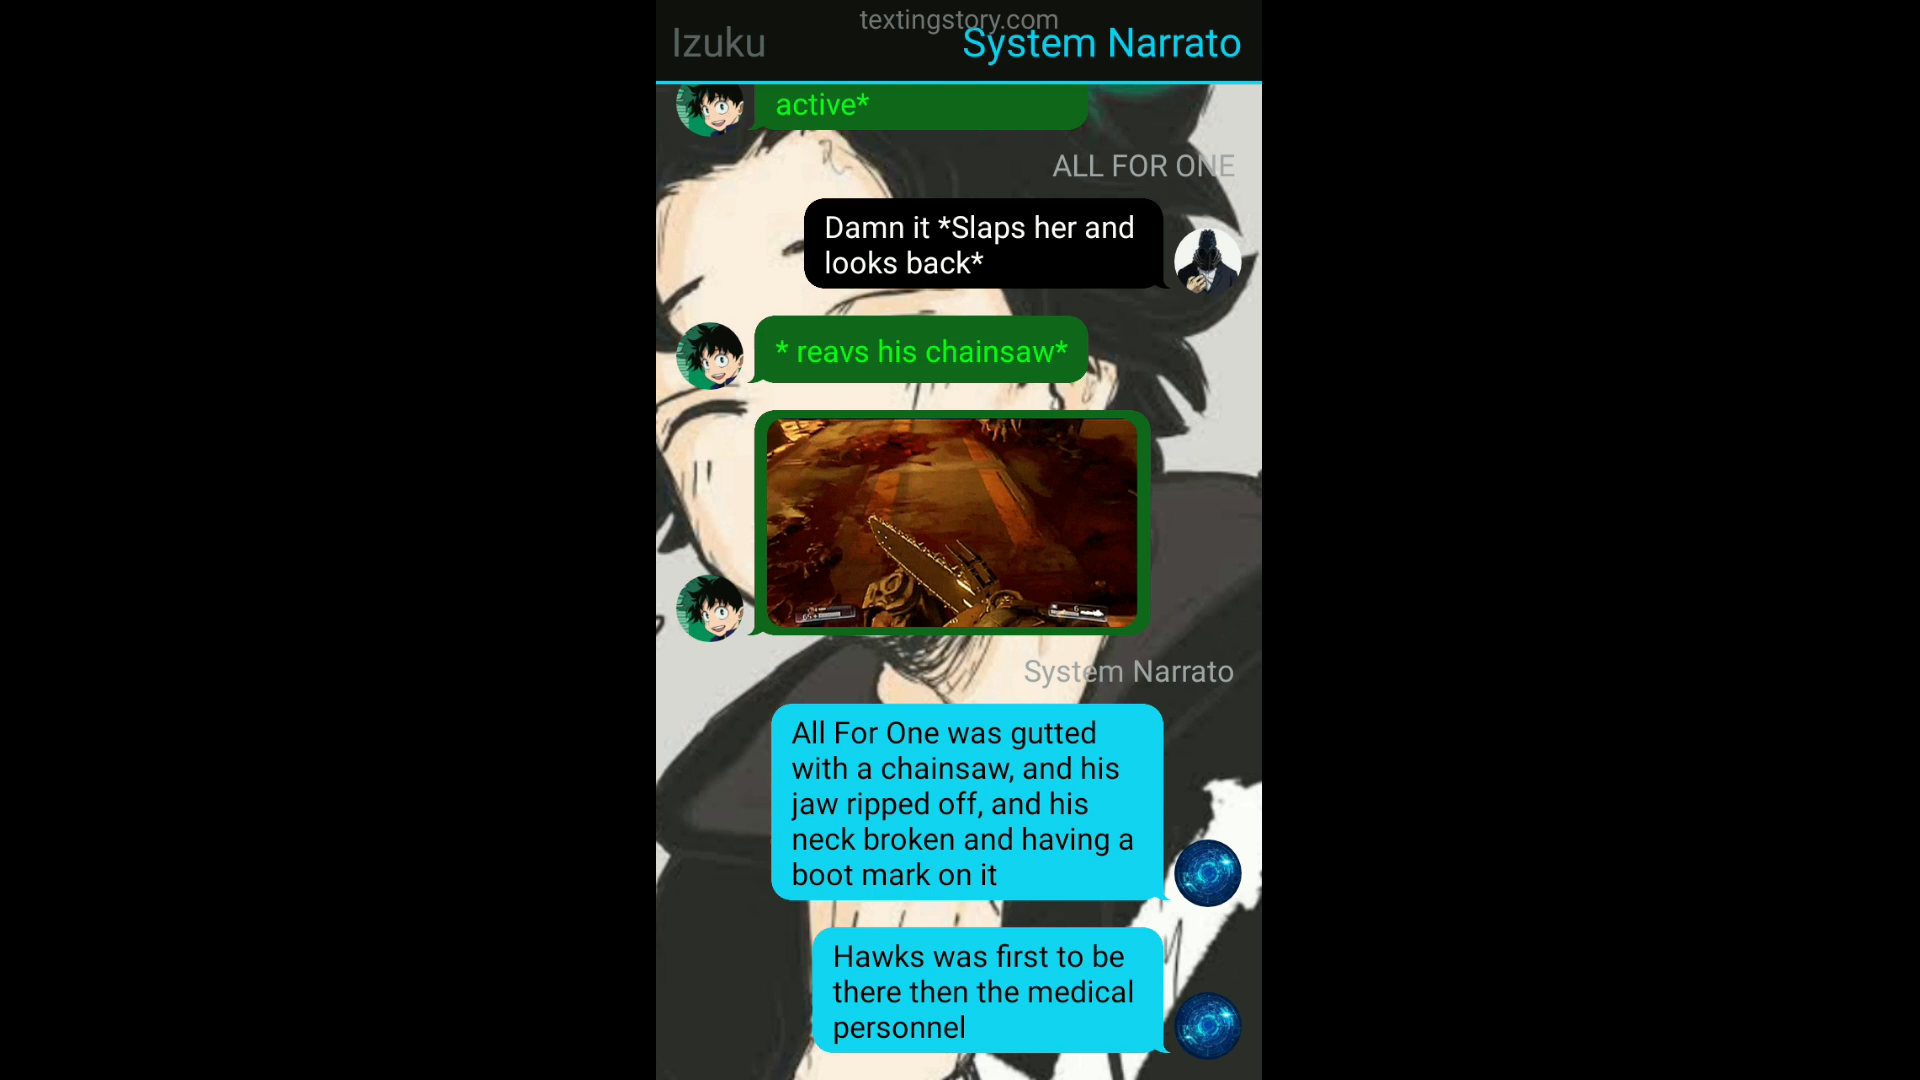 textingstory.com
Izuku
System Narrato
active*
ALL FOR ONE
Damn it *Slaps her and
looks back*
* reavs his chainsaw*
System Narrato
All For One was gutted
with a chainsaw, and his
jaw ripped off, and his
neck broken and having a
boot mark on it
Hawks was first to be
there then the medical
personnel